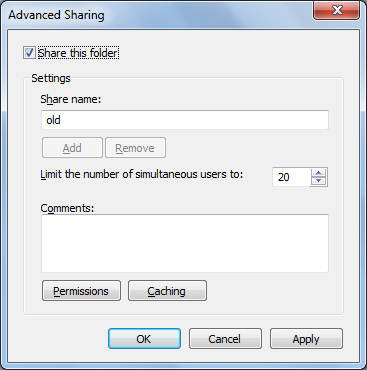 Advanced Sharing
Share this folder
Settings
Share name:
old
Add Remove
Limit the number of simultaneous users to: 20
Comments:
Permissions Caching
OK Cancel Apply